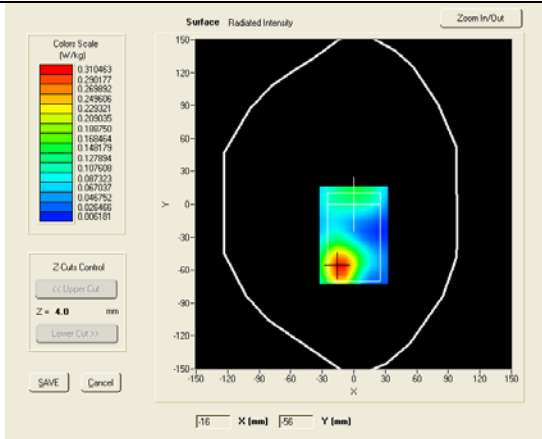 Surface Radiated Intensity
Zoom In/Out
Colors Scale
(W/kg)
0.310463
0.290177
0.269892
0.249606
0.229321
0.209035
0.188750
0.168464
0.148179
0.127894
0.107608
0.087323
0.067037
0.046752
0.026466
0.006181
Z-Cuts Control
<< Upper Cut
Z = 4.0 mm
Lower Cut >>
SAVE Cancel
150
120
90
60
30
0
-30
-60
-90
-120
-150
Y
-150 -120 -90 -60 -30 0 30 60 90 120 150
X
-16 X (mm) -56 Y (mm)